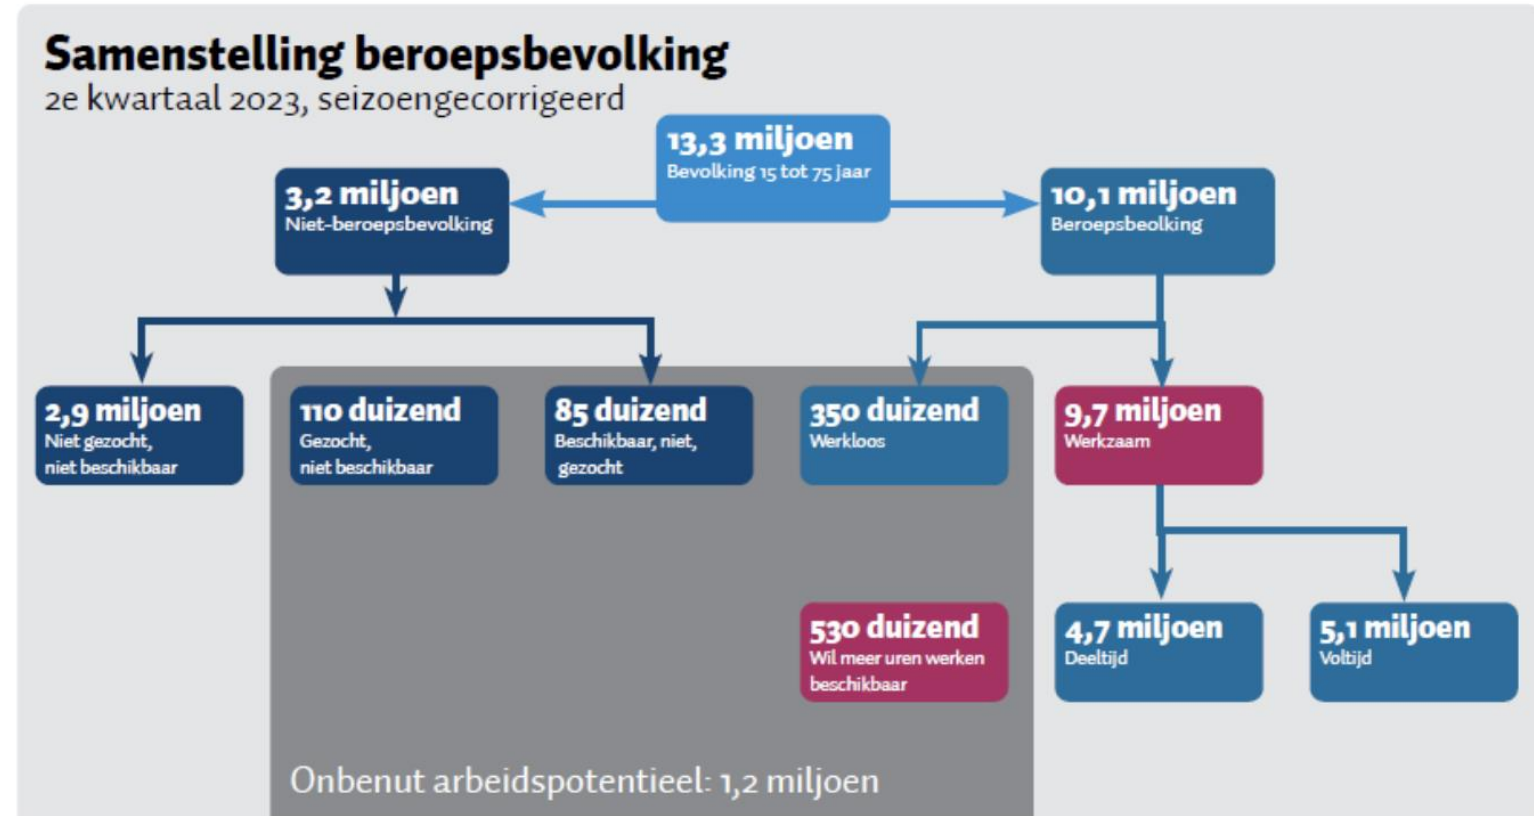 Samenstelling beroepsbevolking
2e kwartaal 2023, seizoengecorrigeerd
13,3 miljoen
Bevolking 15 tot 75 jaar
3,2 miljoen
Niet-beroepsbevolking
10,1 miljoen
Beroepsbeolking
2,9 miljoen
Niet gezocht,
niet beschikbaar
110 duizend
Gezocht,
niet beschikbaar
85 duizend
Beschikbaar, niet,
gezocht
350 duizend
Werkloos
9,7 miljoen
Werkzaam
530 duizend
Wil meer uren werken
beschikbaar
4,7 miljoen
Deeltijd
5,1 miljoen
Voltijd
Onbenut arbeidspotentieel: 1,2 miljoen